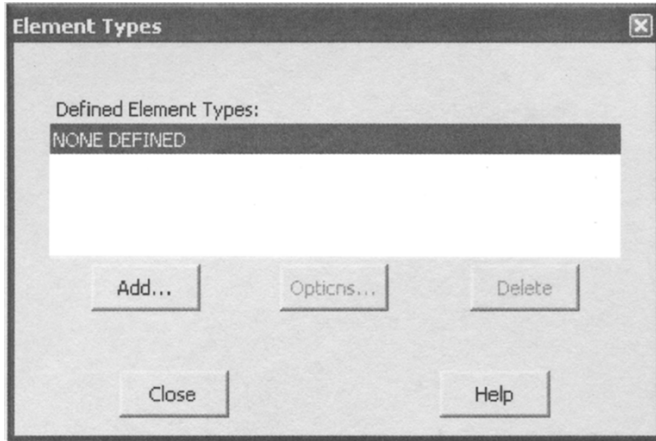 Element Types
Defined Element Types:
NONE DEFINED
Add... Options... Delete
Close Help